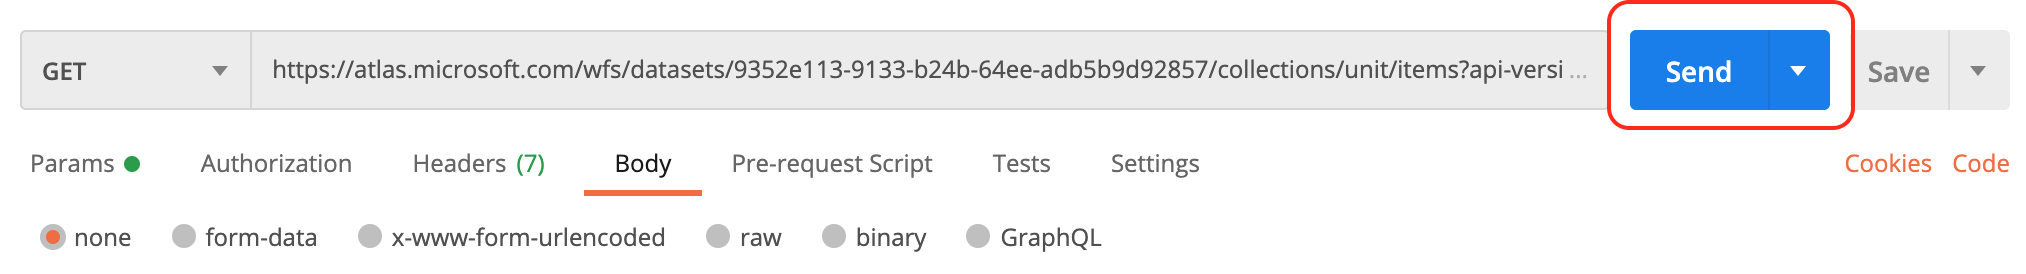 GET https://atlas.microsoft.com/wfs/datasets/9352e113-9133-b24b-64ee-adb5b9d92857/collections/unit/items?api-versi ... Send Save
Params Authorization Headers (7) Body Pre-request Script Tests Settings Cookies Code
none form-data x-www-form-urlencoded raw binary GraphQL